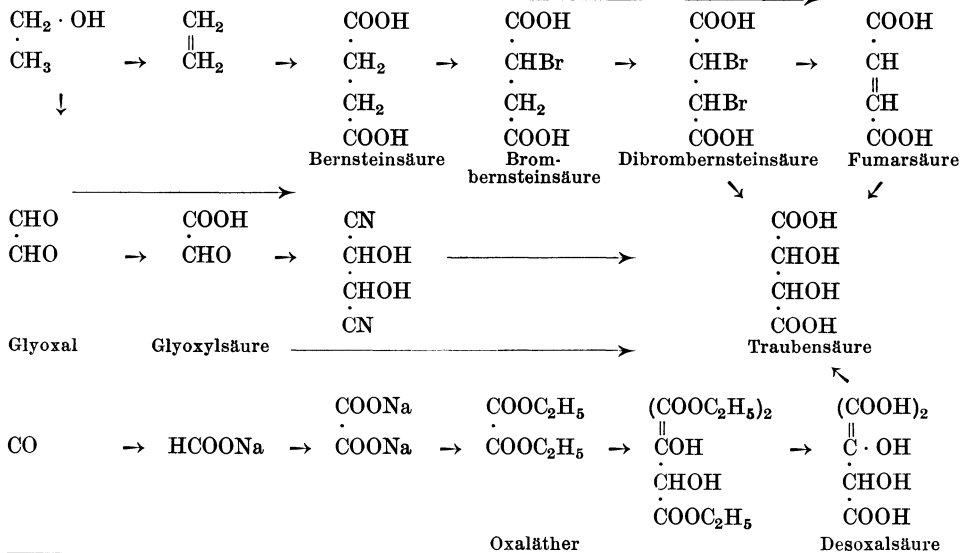 CH₂ · OH CH₂ COOH COOH COOH COOH
CH₃ → CH₂ → CH₂ → CHBr → CHBr → CH
↓ CH₂ CH₂ CHBr CH
COOH COOH COOH COOH
Bernsteinsäure Brom- Dibrombernsteinsäure Fumarsäure
bernsteinsäure
CHO COOH CN COOH
CHO → CHO → CHOH → CHOH
CHOH CHOH
CN COOH
Glyoxal Glyoxylsäure → Traubensäure
COONa COOC₂H₅ (COOC₂H₅)₂ (COOH)₂
CO → HCOONa → COONa → COOC₂H₅ → COH → C · OH
CHOH CHOH
COOC₂H₅ COOH
Oxaläther Desoxalsäure